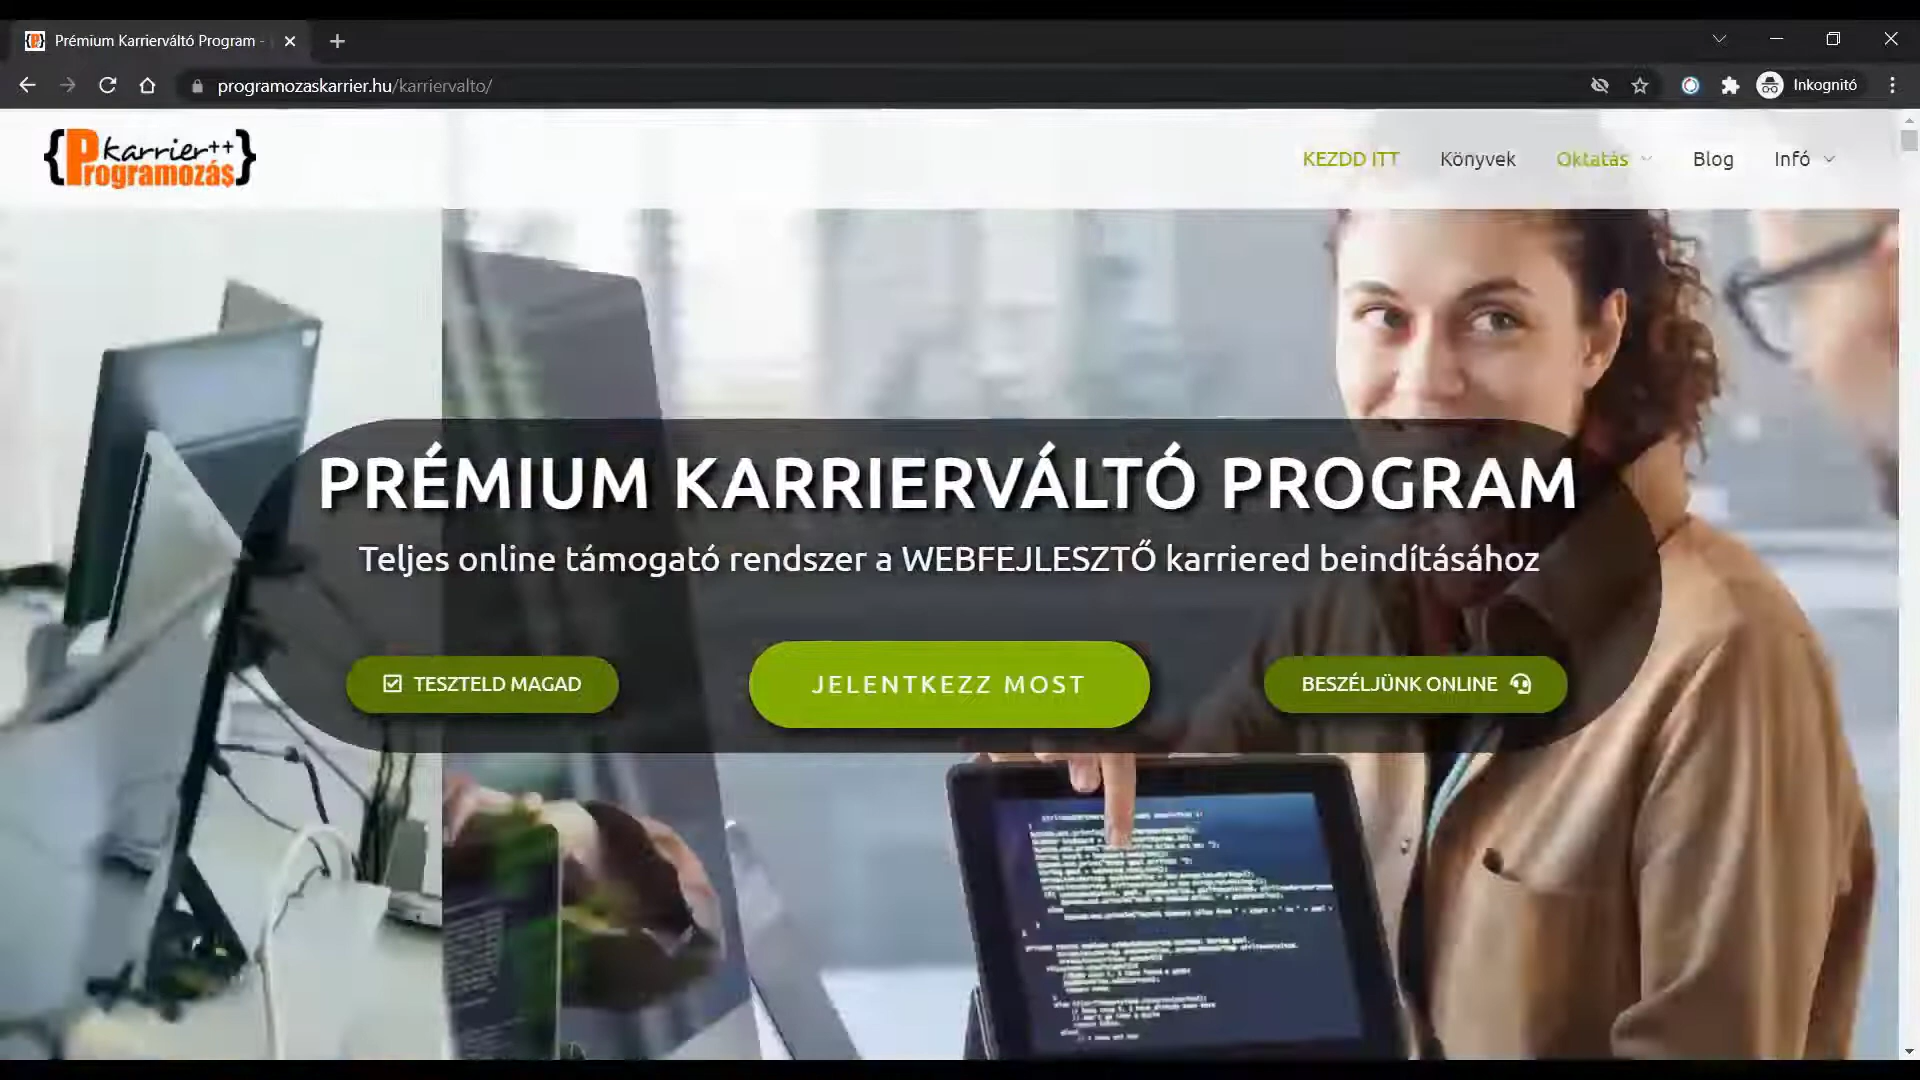 Prémium Karrierváltó Program -
programozaskarrier.hu/karriervalto/
Inkognitó
{Programozás karrier++}
KEZDD ITT
Könyvek
Oktatás
Blog
Infó
PRÉMIUM KARRIERVÁLTÓ PROGRAM
Teljes online támogató rendszer a WEBFEJLESZTŐ karriered beindításához
TESZTELD MAGAD
JELENTKEZZ MOST
BESZÉLJÜNK ONLINE